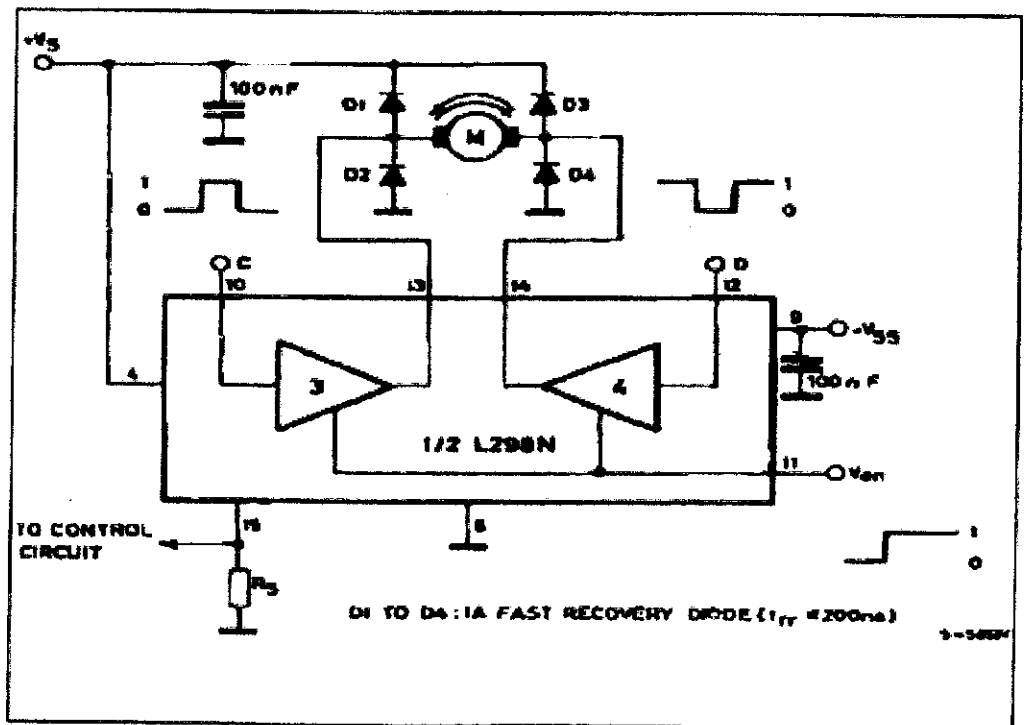 +VS
100nF
D1
D3
M
D2
D4
1
0
1
0
C
D
10
13
14
12
9
+VSS
4
3
4
100nF
1/2 L298N
11
Ven
15
8
TO CONTROL
CIRCUIT
RS
1
0
D1 TO D4 : 1A FAST RECOVERY DIODE (trr ≤ 200ns)